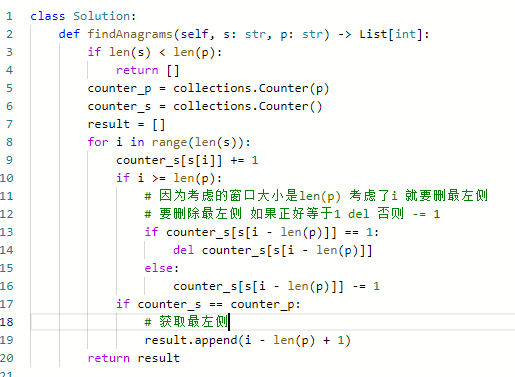 1 class Solution:
2     def findAnagrams(self, s: str, p: str) -> List[int]:
3         if len(s) < len(p):
4             return []
5         counter_p = collections.Counter(p)
6         counter_s = collections.Counter()
7         result = []
8         for i in range(len(s)):
9             counter_s[s[i]] += 1
10             if i >= len(p):
11                 # 因为考虑的窗口大小是len(p) 考虑了i 就要删最左侧
12                 # 要删除最左侧 如果正好等于1 del 否则 -= 1
13                 if counter_s[s[i - len(p)]] == 1:
14                     del counter_s[s[i - len(p)]]
15                 else:
16                     counter_s[s[i - len(p)]] -= 1
17             if counter_s == counter_p:
18                 # 获取最左侧
19                 result.append(i - len(p) + 1)
20         return result
21